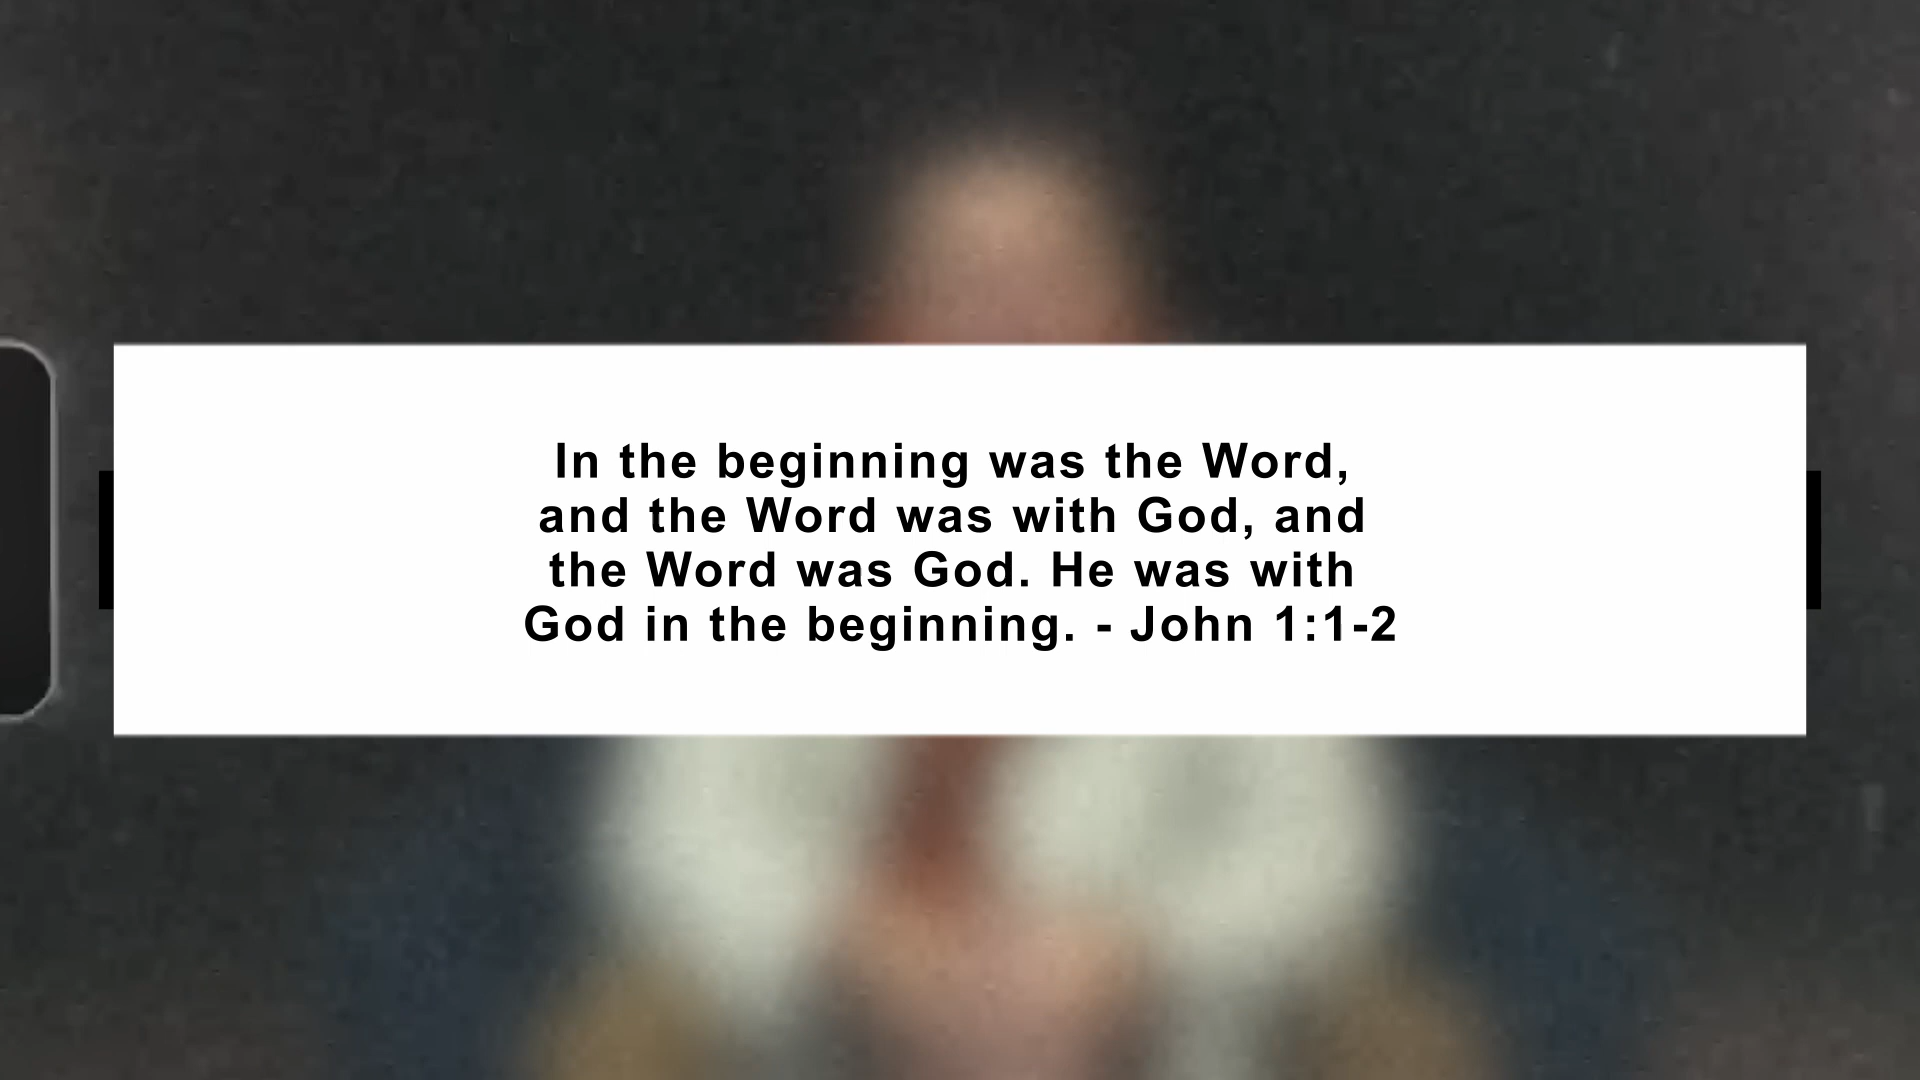 In the beginning was the Word,
and the Word was with God, and
the Word was God. He was with
God in the beginning. - John 1:1-2